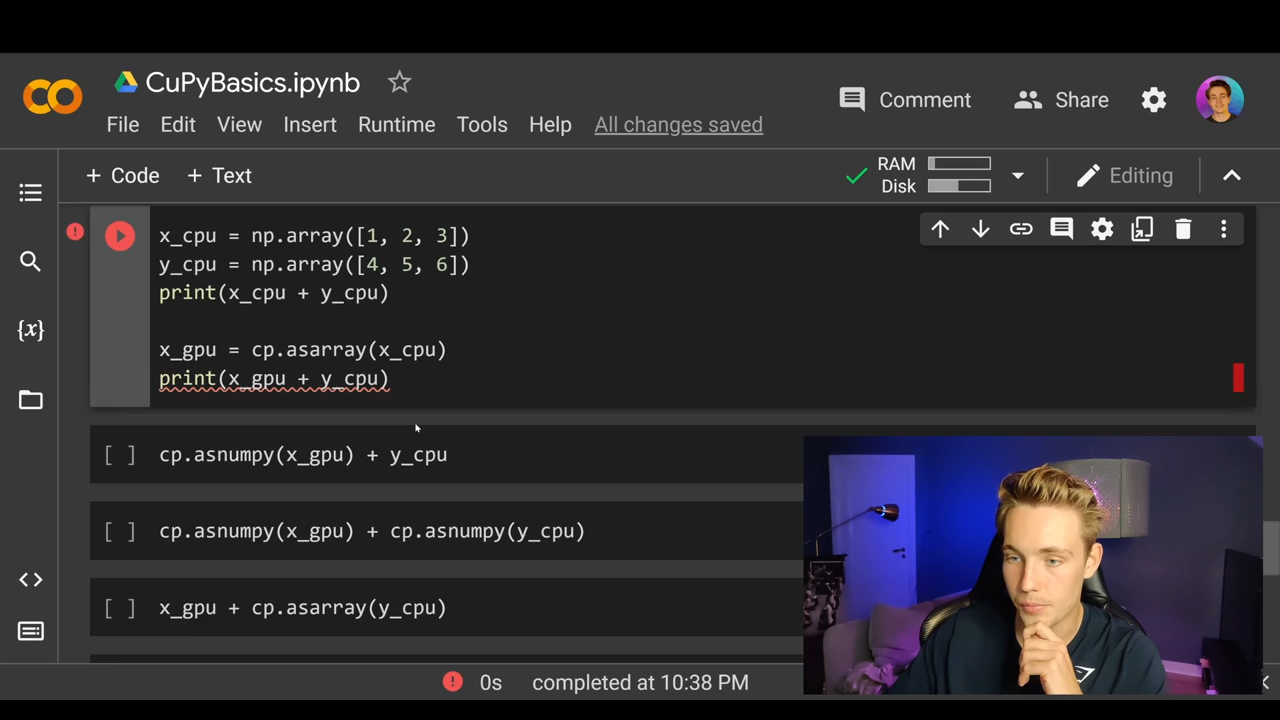 CuPyBasics.ipynb
Comment
Share
File Edit View Insert Runtime Tools Help All changes saved
+ Code + Text
RAM
Disk
Editing
x_cpu = np.array([1, 2, 3])
y_cpu = np.array([4, 5, 6])
print(x_cpu + y_cpu)
x_gpu = cp.asarray(x_cpu)
print(x_gpu + y_cpu)
[ ] cp.asnumpy(x_gpu) + y_cpu
[ ] cp.asnumpy(x_gpu) + cp.asnumpy(y_cpu)
[ ] x_gpu + cp.asarray(y_cpu)
0s completed at 10:38 PM